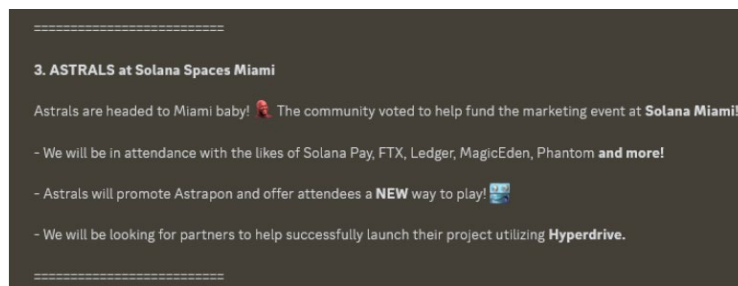 ==========================
3. ASTRALS at Solana Spaces Miami
Astrals are headed to Miami baby! The community voted to help fund the marketing event at Solana Miami!
- We will be in attendance with the likes of Solana Pay, FTX, Ledger, MagicEden, Phantom and more!
- Astrals will promote Astrapon and offer attendees a NEW way to play!
- We will be looking for partners to help successfully launch their project utilizing Hyperdrive.
==========================